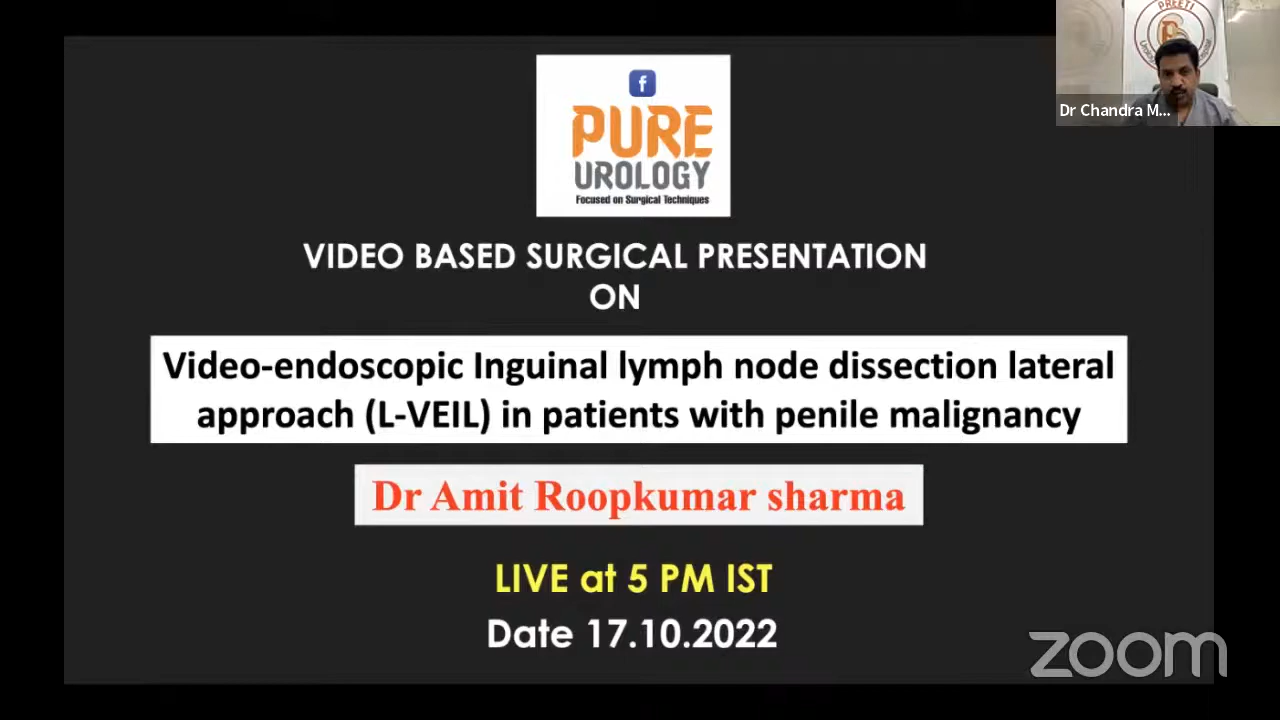 PREETI
Dr Chandra M...
f
PURE
UROLOGY
Focused on Surgical Techniques
VIDEO BASED SURGICAL PRESENTATION
ON
Video-endoscopic Inguinal lymph node dissection lateral
approach (L-VEIL) in patients with penile malignancy
Dr Amit Roopkumar sharma
LIVE at 5 PM IST
Date 17.10.2022
zoom